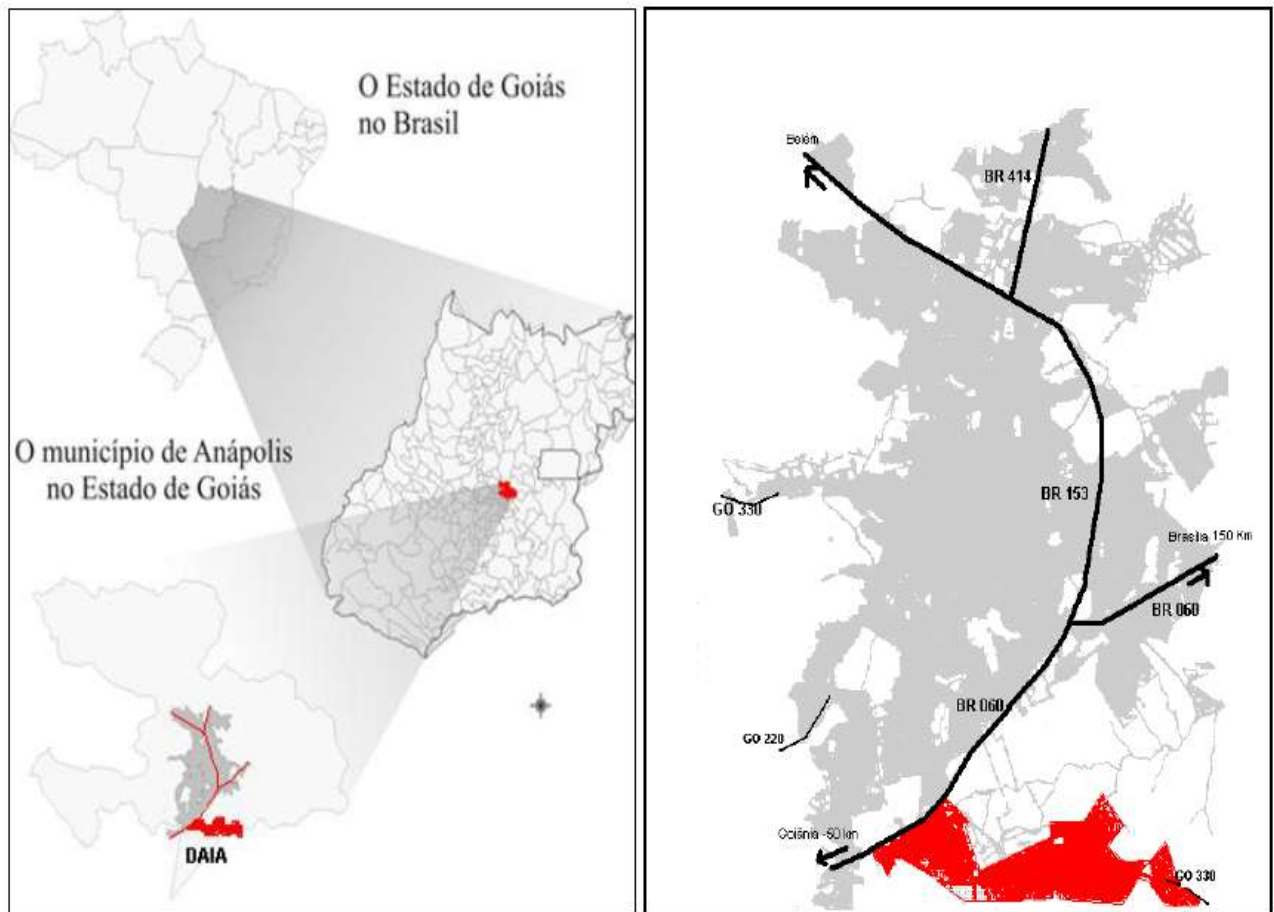 O Estado de Goiás
no Brasil
O município de Anápolis
no Estado de Goiás
DAIA
Belém
BR 414
BR 153
GO 330
Brasília 150 Km
BR 060
BR 060
GO 220
Goiânia -50 km
GO 330